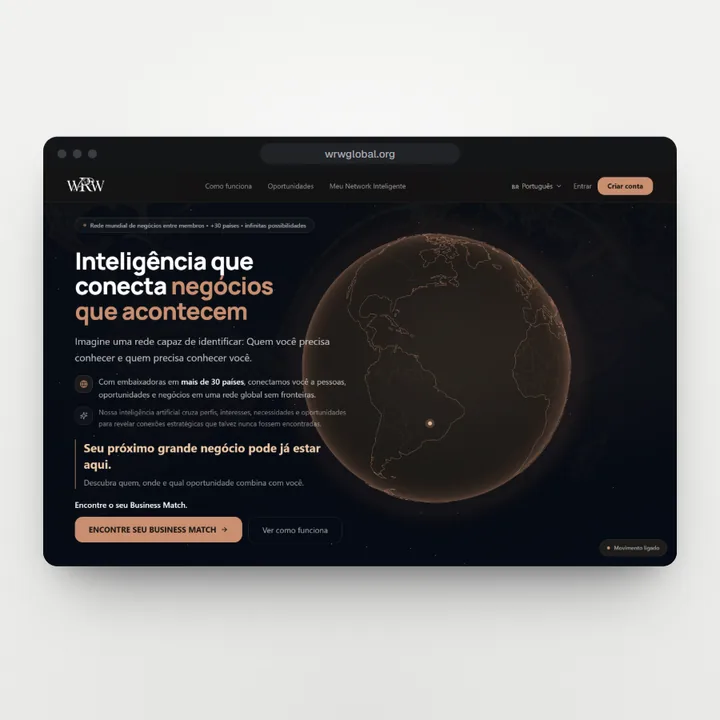 wrwglobal.org
WRW
Como funciona
Oportunidades
Meu Network Inteligente
BR Português
Entrar
Criar conta
Rede mundial de negócios entre membros • +30 países • infinitas possibilidades
Inteligência que
conecta negócios
que acontecem
Imagine uma rede capaz de identificar: Quem você precisa
conhecer e quem precisa conhecer você.
Com embaixadoras em mais de 30 países, conectamos você a pessoas,
oportunidades e negócios em uma rede global sem fronteiras.
Nossa inteligência artificial cruza perfis, interesses, necessidades e oportunidades
para revelar conexões estratégicas que talvez nunca fossem encontradas.
Seu próximo grande negócio pode já estar
aqui.
Descubra quem, onde e qual oportunidade combina com você.
Encontre o seu Business Match.
ENCONTRE SEU BUSINESS MATCH →
Ver como funciona
Movimento ligado